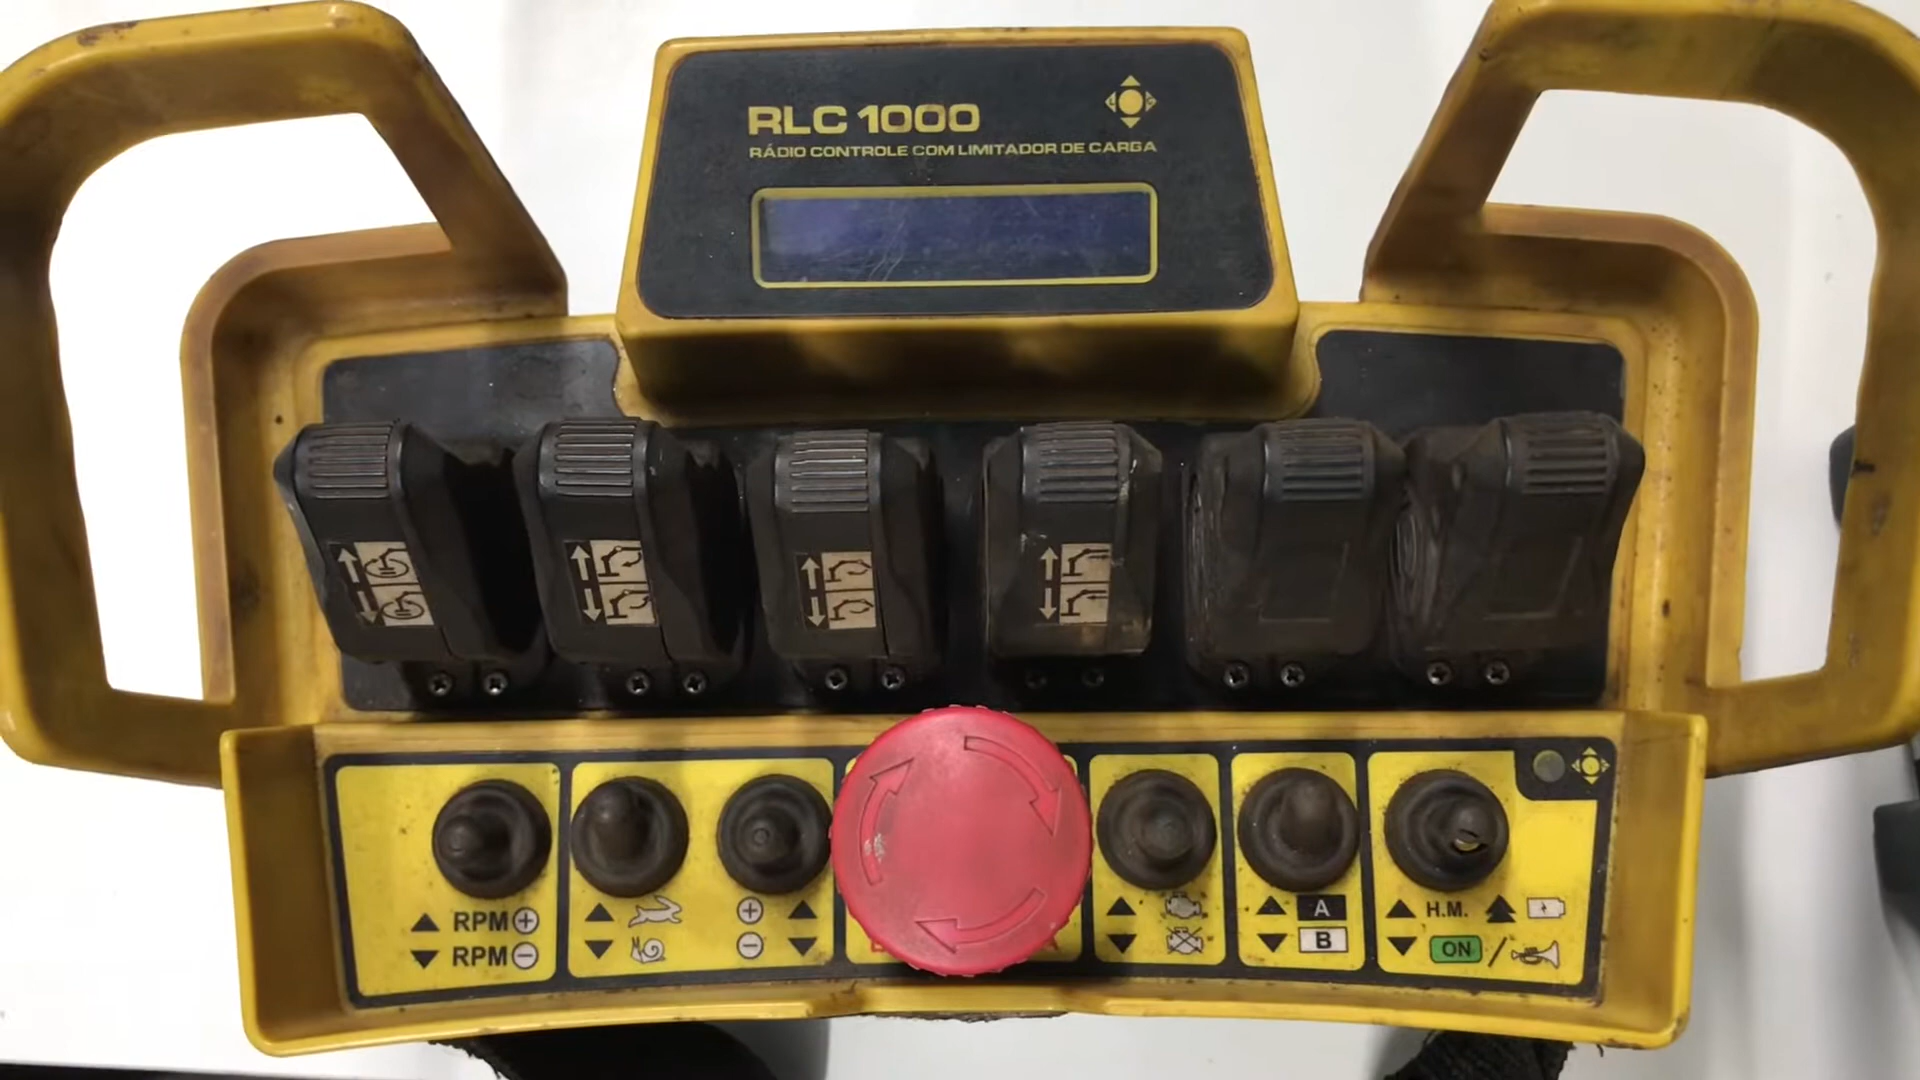 RLC 1000
RÁDIO CONTROLE COM LIMITADOR DE CARGA
RPM
RPM
A
B
H.M.
ON /